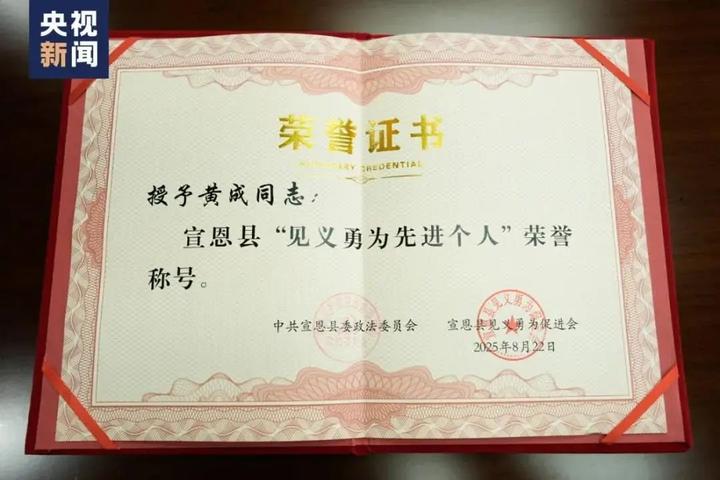 央视
新闻
荣誉证书
HONORARY CREDENTIAL
授予黄成同志：
宣恩县“见义勇为先进个人”荣誉
称号。
中共宣恩县委政法委员会 宣恩县见义勇为促进会
2025年8月22日